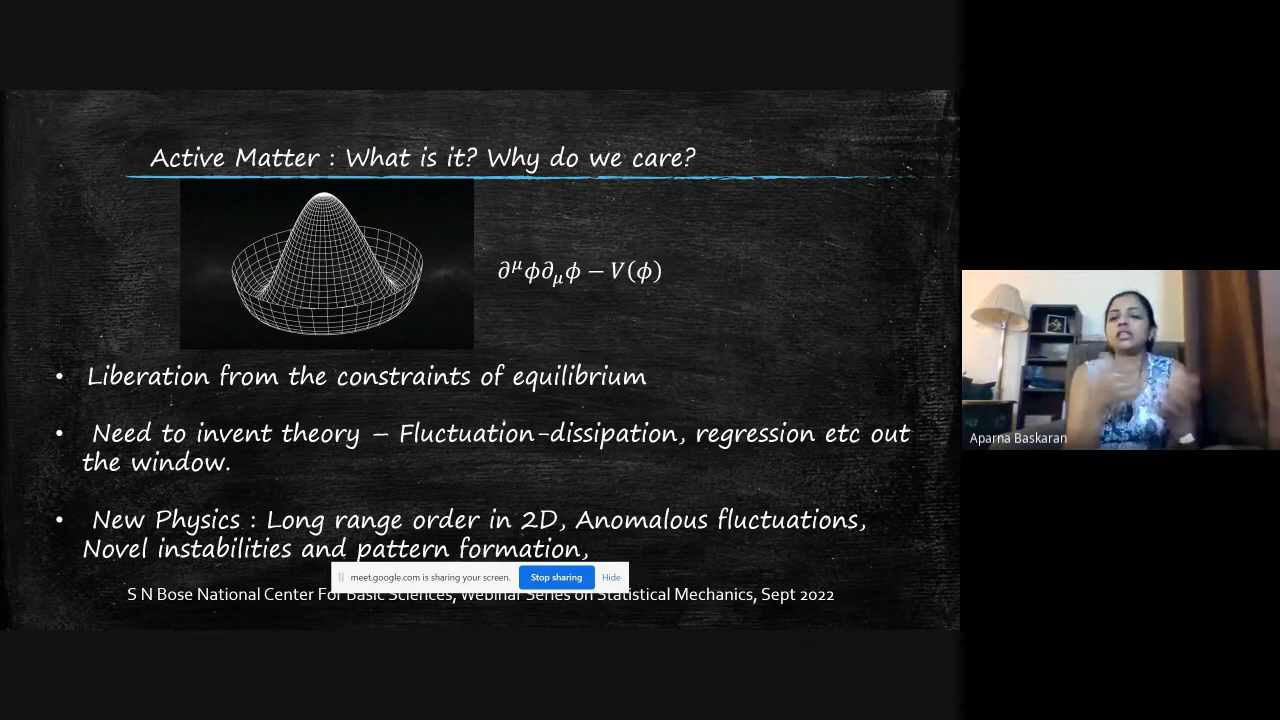 Active Matter : What is it? Why do we care?
∂^μϕ∂_μϕ − V(ϕ)
• Liberation from the constraints of equilibrium
• Need to invent theory – Fluctuation-dissipation, regression etc out
the window.
• New Physics : Long range order in 2D, Anomalous fluctuations,
Novel instabilities and pattern formation,
meet.google.com is sharing your screen. Stop sharing Hide
S N Bose National Center For Basic Sciences, Webinar Series on Statistical Mechanics, Sept 2022
Aparna Baskaran